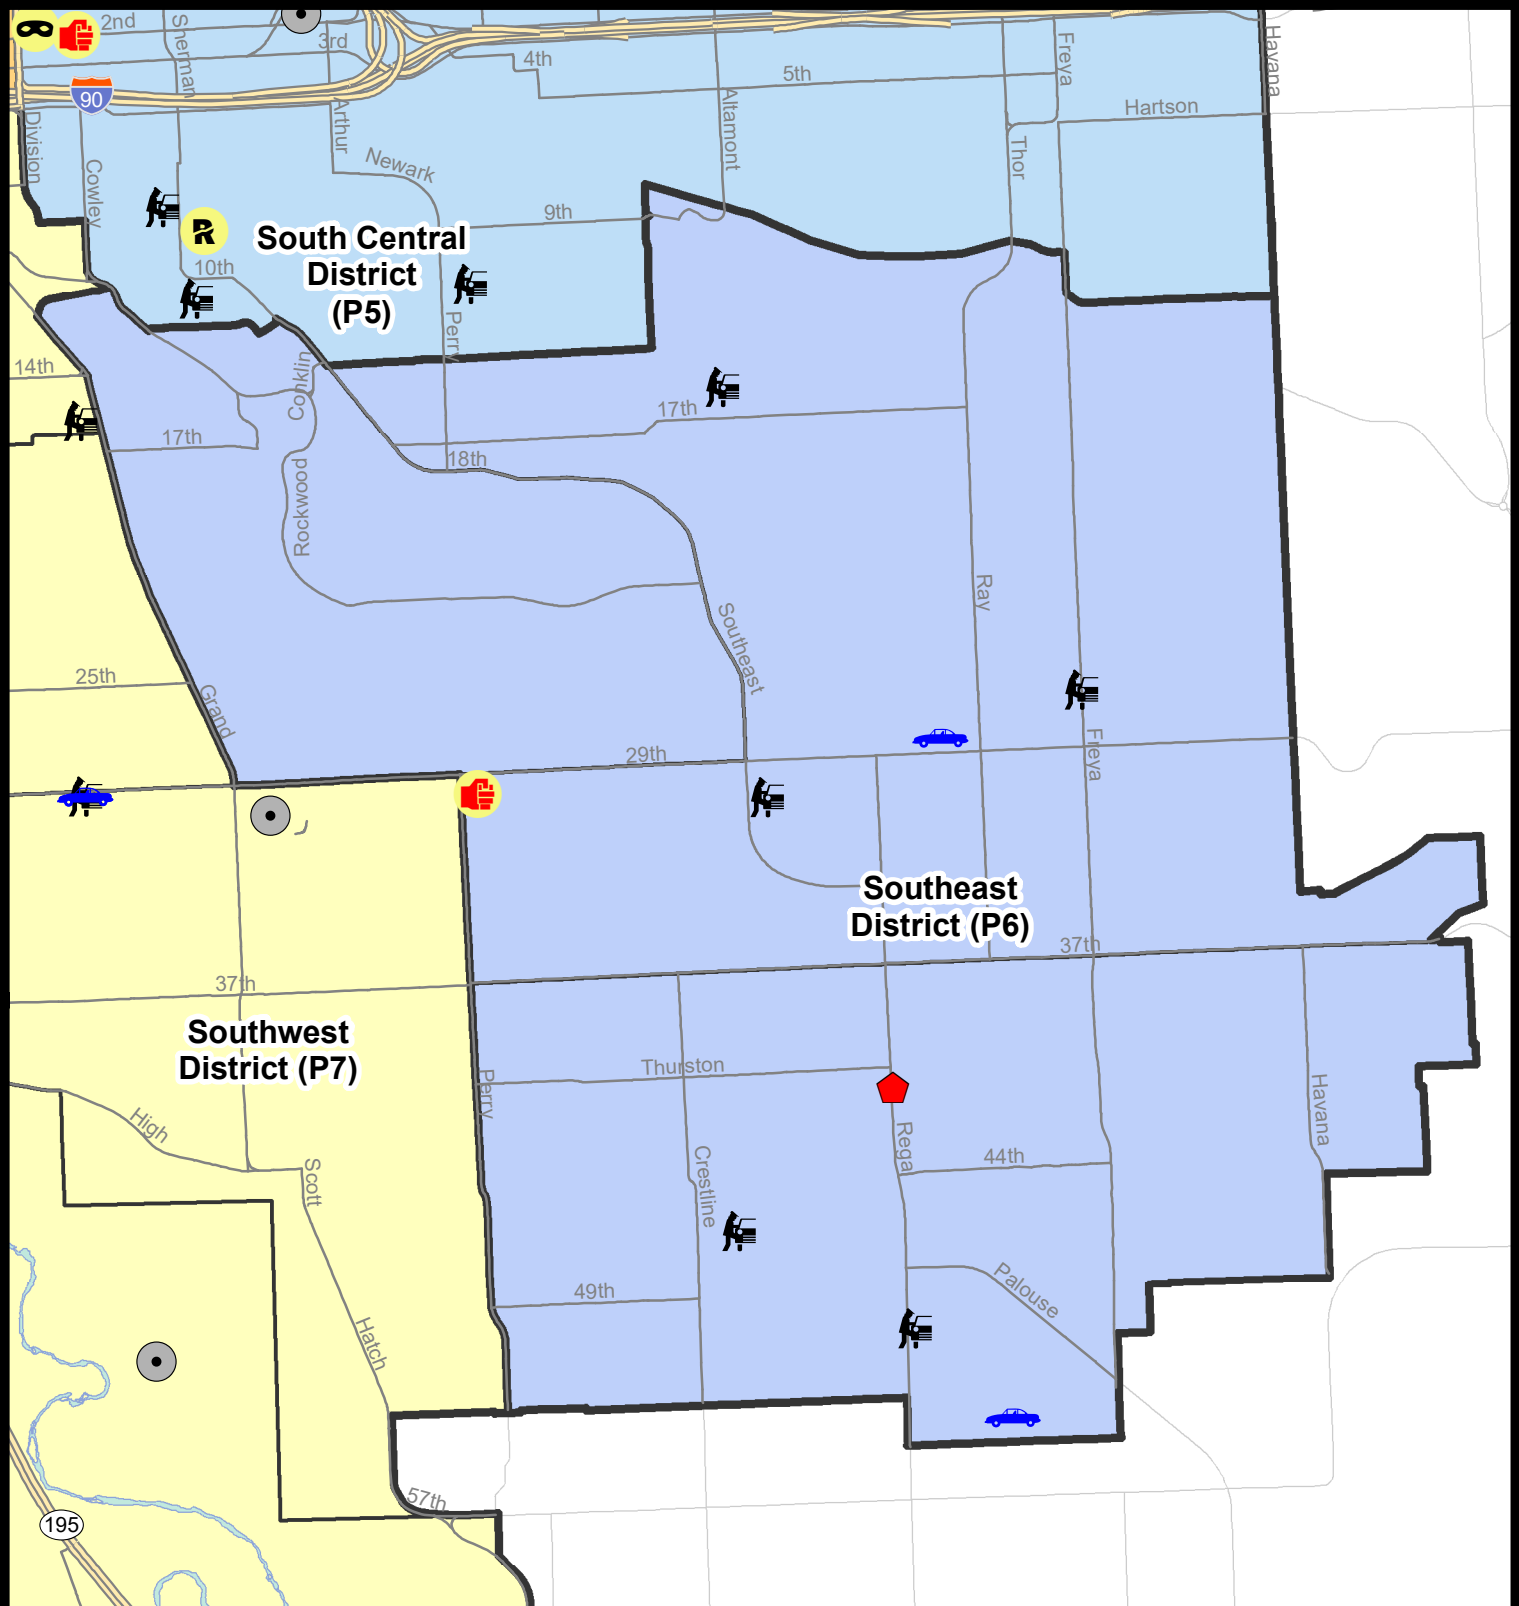 2nd
Sherman
3rd
4th
5th
Freya
Havana
90
Division
Arthur
Altamont
Hartson
Cowley
Newark
Thor
9th
R
South Central
District
(P5)
10th
Perry
14th
Conklin
17th
17th
18th
Rockwood
Ray
Southeast
25th
Grand
29th
Freya
Southeast
District (P6)
37th
37th
Southwest
District (P7)
Thurston
Perry
High
Havana
Rega
44th
Scott
Crestline
49th
Palouse
Hatch
57th
195